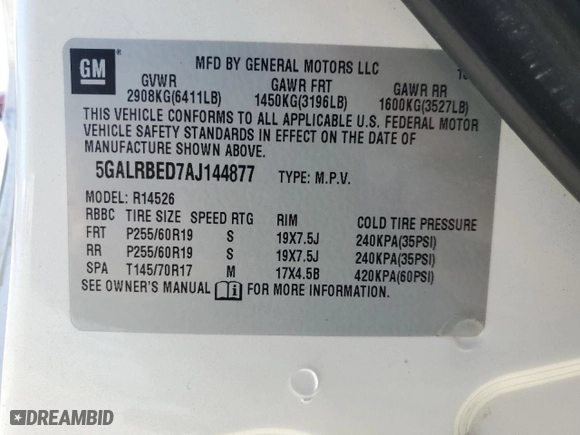 GM
MFD BY GENERAL MOTORS LLC
GVWR GAWR FRT GAWR RR
2908KG(6411LB) 1450KG(3196LB) 1600KG(3527LB)
THIS VEHICLE CONFORMS TO ALL APPLICABLE U.S. FEDERAL MOTOR
VEHICLE SAFETY STANDARDS IN EFFECT ON THE DATE OF
MANUFACTURE SHOWN ABOVE.
5GALRBED7AJ144877 TYPE: M.P.V.
MODEL: R14526
RBBC TIRE SIZE SPEED RTG RIM COLD TIRE PRESSURE
FRT P255/60R19 S 19X7.5J 240KPA(35PSI)
RR P255/60R19 S 19X7.5J 240KPA(35PSI)
SPA T145/70R17 M 17X4.5B 420KPA(60PSI)
SEE OWNER'S MANUAL i FOR MORE INFORMATION.
DREAMBID